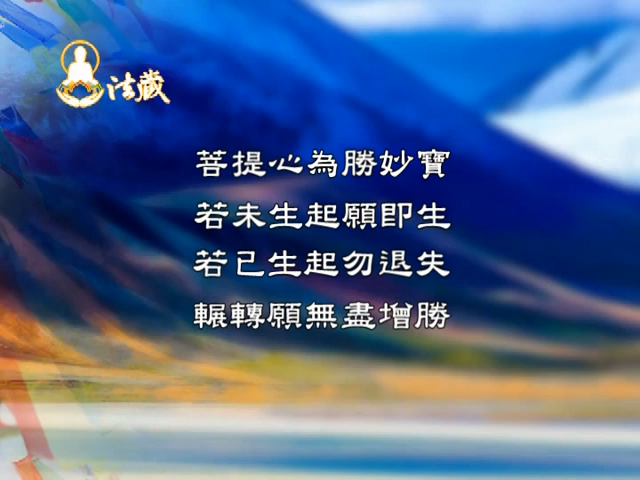 法藏
菩提心為勝妙寶
若未生起願即生
若已生起勿退失
輾轉願無盡增勝